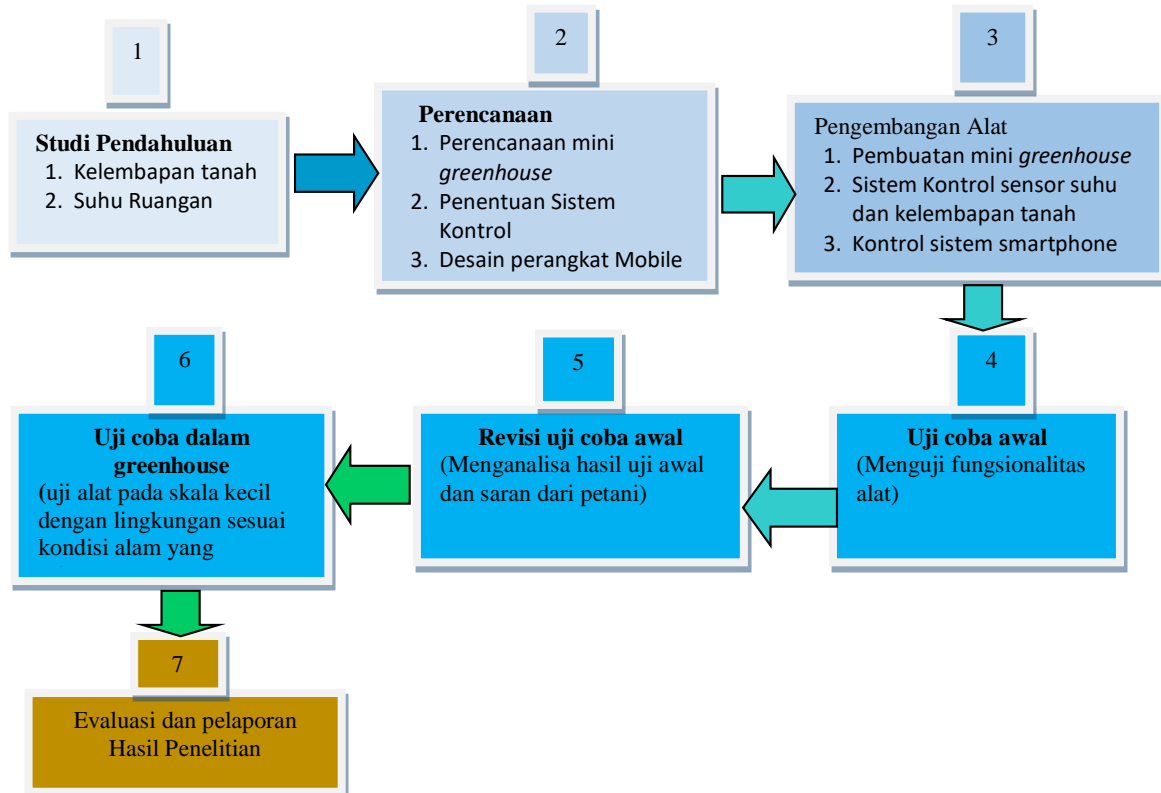 1
Studi Pendahuluan
1. Kelembapan tanah
2. Suhu Ruangan
2
Perencanaan
1. Perencanaan mini
greenhouse
2. Penentuan Sistem
Kontrol
3. Desain perangkat Mobile
3
Pengembangan Alat
1. Pembuatan mini greenhouse
2. Sistem Kontrol sensor suhu
dan kelembapan tanah
3. Kontrol sistem smartphone
4
Uji coba awal
(Menguji fungsionalitas
alat)
5
Revisi uji coba awal
(Menganalisa hasil uji awal
dan saran dari petani)
6
Uji coba dalam
greenhouse
(uji alat pada skala kecil
dengan lingkungan sesuai
kondisi alam yang
7
Evaluasi dan pelaporan
Hasil Penelitian